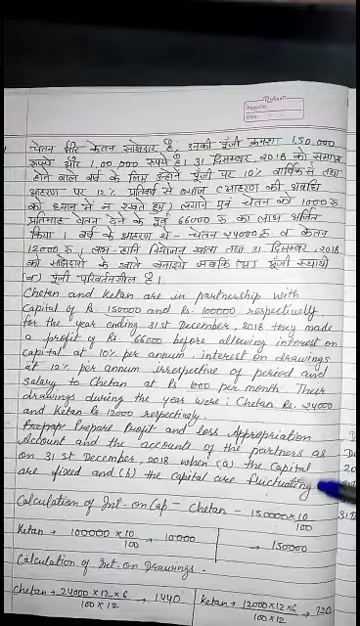 Reliant
चेतन और केतन साझेदार है, उनकी पूँजी क्रमशः 1,50,000
रूपये और 1,00,000 रूपये है। 31 दिसम्बर, 2018 को समाप्त
होने वाले वर्ष के लिए इन्होंने पूँजी पर 10% वार्षिक से तथा
आहरण पर 12% प्रतिवर्ष से ब्याज (आहरण की अवधि
को ध्यान में न रखते हुए) लगाने एवं चेतन को 1000 रु.
प्रतिमाह वेतन देने के पूर्व 66000 रु का लाभ अर्जित
किया। वर्ष के आहरण थे - चेतन 24000 रु व केतन
12000 रु। लाभ-हानि नियोजन खाता तथा 31 दिसम्बर, 2018
को साझेदारों के खाते बनाइये जबकि (अ) पूँजी स्थायी
(ब) पूँजी परिवर्तनशील है।
Chetan and Ketan are in partnership with
Capital of Rs 150000 and Rs. 100000 respectively.
for the year ending 31st December, 2018 they made
a profit of Rs. 66000 before allowing interest on
capital at 10% per annum, interest on drawings
at 12% per annum irrespective of period and
salary to Chetan at Rs 1000 per month. Their
drawings during the year were: Chetan Rs. 24000
and Ketan Rs 12000 respectively.
Prepare Profit and loss Appropriation
Account and the accounts of the partners as
on 31st December, 2018 when (a) the Capital
are fixed and (b) the capital are fluctuating
Calculation of Int. on Cap - Chetan - 150000×10/100
Ketan → 100000×10/100 → 10000 → 150000
Calculation of Int. on Drawings -
Chetan → 24000×12×6/100×12 → 1440 Ketan → 12000×12×6/100×12 → 720